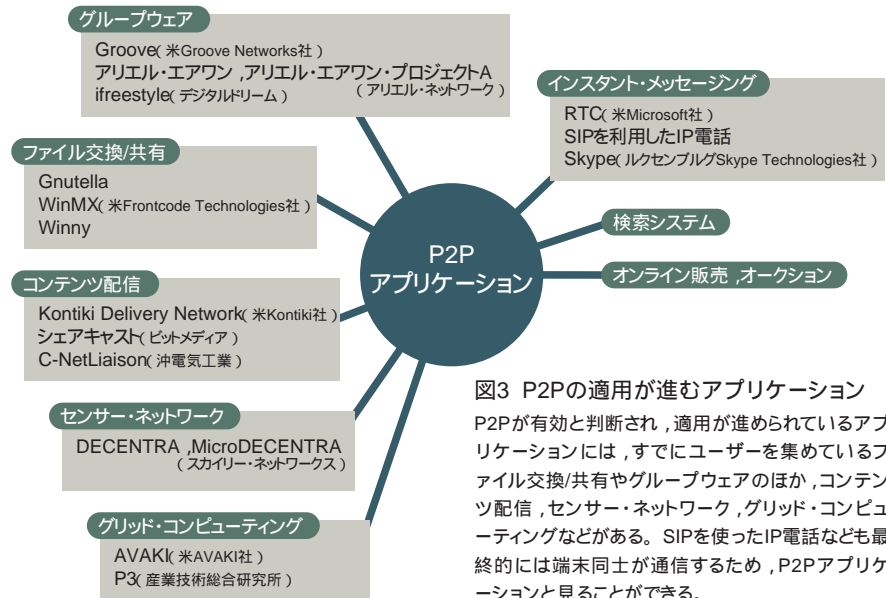 グループウェア
Groove(米Groove Networks社)
アリエル・エアワン,アリエル・エアワン・プロジェクトA
(アリエル・ネットワーク)
ifreestyle(デジタルドリーム)
インスタント・メッセージング
RTC(米Microsoft社)
SIPを利用したIP電話
Skype(ルクセンブルグSkype Technologies社)
ファイル交換/共有
Gnutella
WinMX(米Frontcode Technologies社)
Winny
検索システム
P2P
アプリケーション
オンライン販売,オークション
コンテンツ配信
Kontiki Delivery Network(米Kontiki社)
シェアキャスト(ビットメディア)
C-NetLiaison(沖電気工業)
センサー・ネットワーク
DECENTRA,MicroDECENTRA
(スカイリー・ネットワークス)
グリッド・コンピューティング
AVAKI(米AVAKI社)
P3(産業技術総合研究所)
図3 P2Pの適用が進むアプリケーション
P2Pが有効と判断され,適用が進められているアプ
リケーションには,すでにユーザーを集めているフ
ァイル交換/共有やグループウェアのほか,コンテン
ツ配信,センサー・ネットワーク,グリッド・コンピュ
ーティングなどがある。SIPを使ったIP電話なども最
終的には端末同士が通信するため,P2Pアプリケ
ーションと見ることができる。